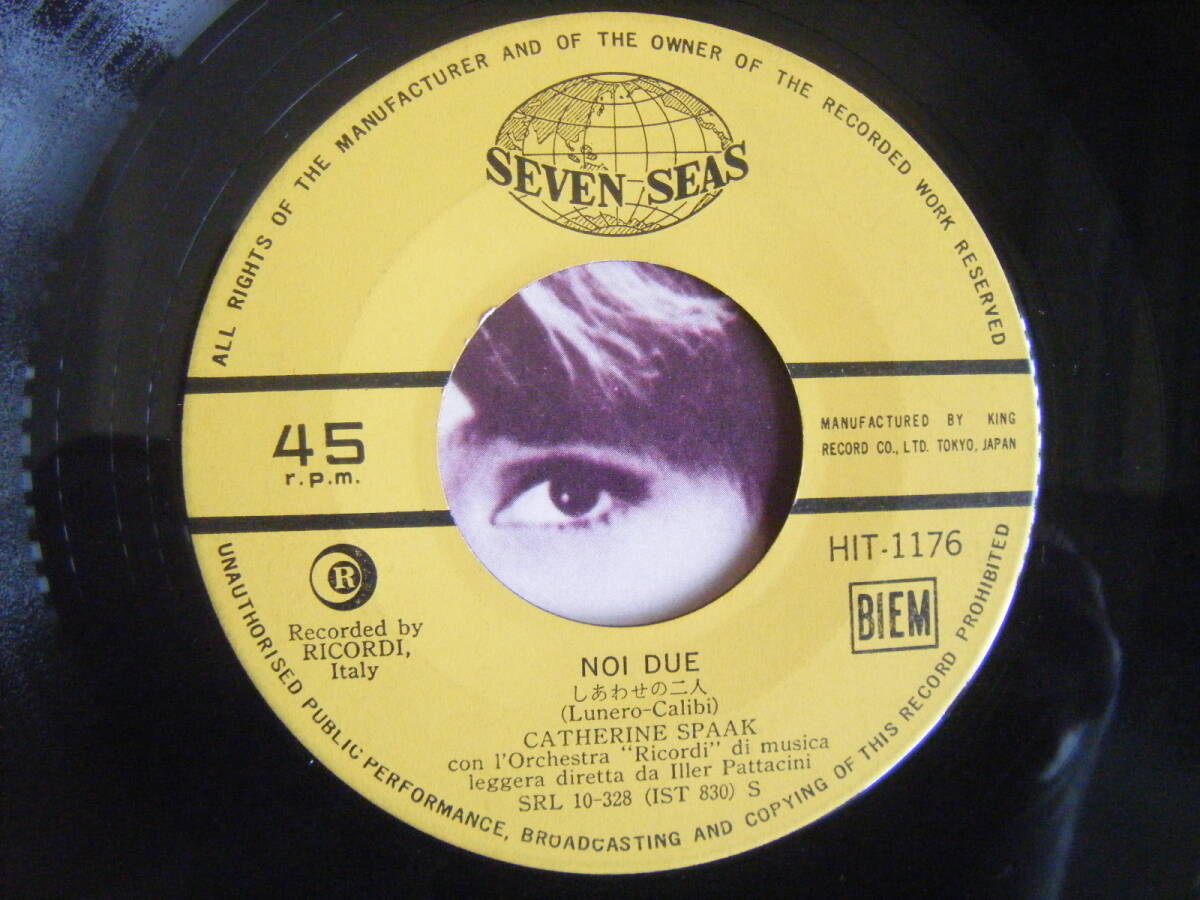 ALL RIGHTS OF THE MANUFACTURER AND OF THE OWNER OF THE RECORDED WORK RESERVED
SEVEN SEAS
45
r.p.m.
MANUFACTURED BY KING
RECORD CO., LTD. TOKYO, JAPAN
HIT-1176
BIEM
R
Recorded by
RICORDI,
Italy
NOI DUE
しあわせの二人
(Lunero-Calibi)
CATHERINE SPAAK
con l'Orchestra "Ricordi" di musica
leggera diretta da Iller Pattacini
SRL 10-328 (IST 830) S
UNAUTHORISED PUBLIC PERFORMANCE, BROADCASTING AND COPYING OF THIS RECORD PROHIBITED